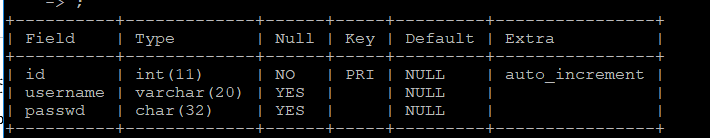 -> ;
+----------+-------------+------+-----+---------+----------------+
| Field    | Type        | Null | Key | Default | Extra          |
+----------+-------------+------+-----+---------+----------------+
| id       | int(11)     | NO   | PRI | NULL    | auto_increment |
| username | varchar(20) | YES  |     | NULL    |                |
| passwd   | char(32)    | YES  |     | NULL    |                |
+----------+-------------+------+-----+---------+----------------+